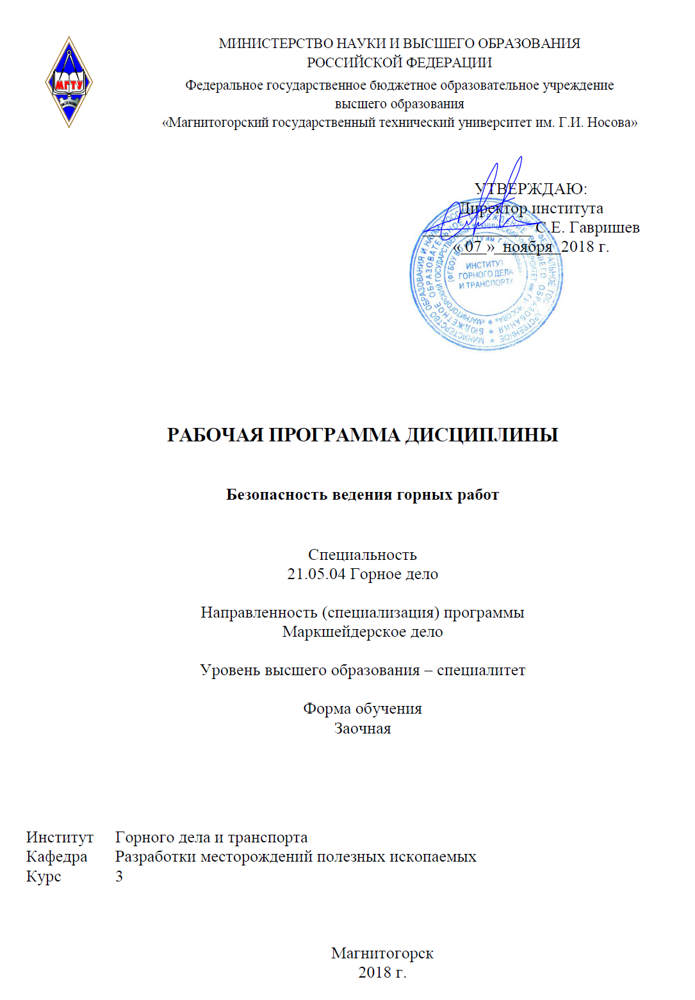 МИНИСТЕРСТВО НАУКИ И ВЫСШЕГО ОБРАЗОВАНИЯ
РОССИЙСКОЙ ФЕДЕРАЦИИ
Федеральное государственное бюджетное образовательное учреждение
высшего образования
«Магнитогорский государственный технический университет им. Г.И. Носова»
МГТУ
УТВЕРЖДАЮ:
Директор института
С.Е. Гавришев
« 07 » ноября 2018 г.
ИНСТИТУТ
ГОРНОГО ДЕЛА
И ТРАНСПОРТА
РАБОЧАЯ ПРОГРАММА ДИСЦИПЛИНЫ
Безопасность ведения горных работ
Специальность
21.05.04 Горное дело
Направленность (специализация) программы
Маркшейдерское дело
Уровень высшего образования – специалитет
Форма обучения
Заочная
Институт Горного дела и транспорта
Кафедра Разработки месторождений полезных ископаемых
Курс 3
Магнитогорск
2018 г.